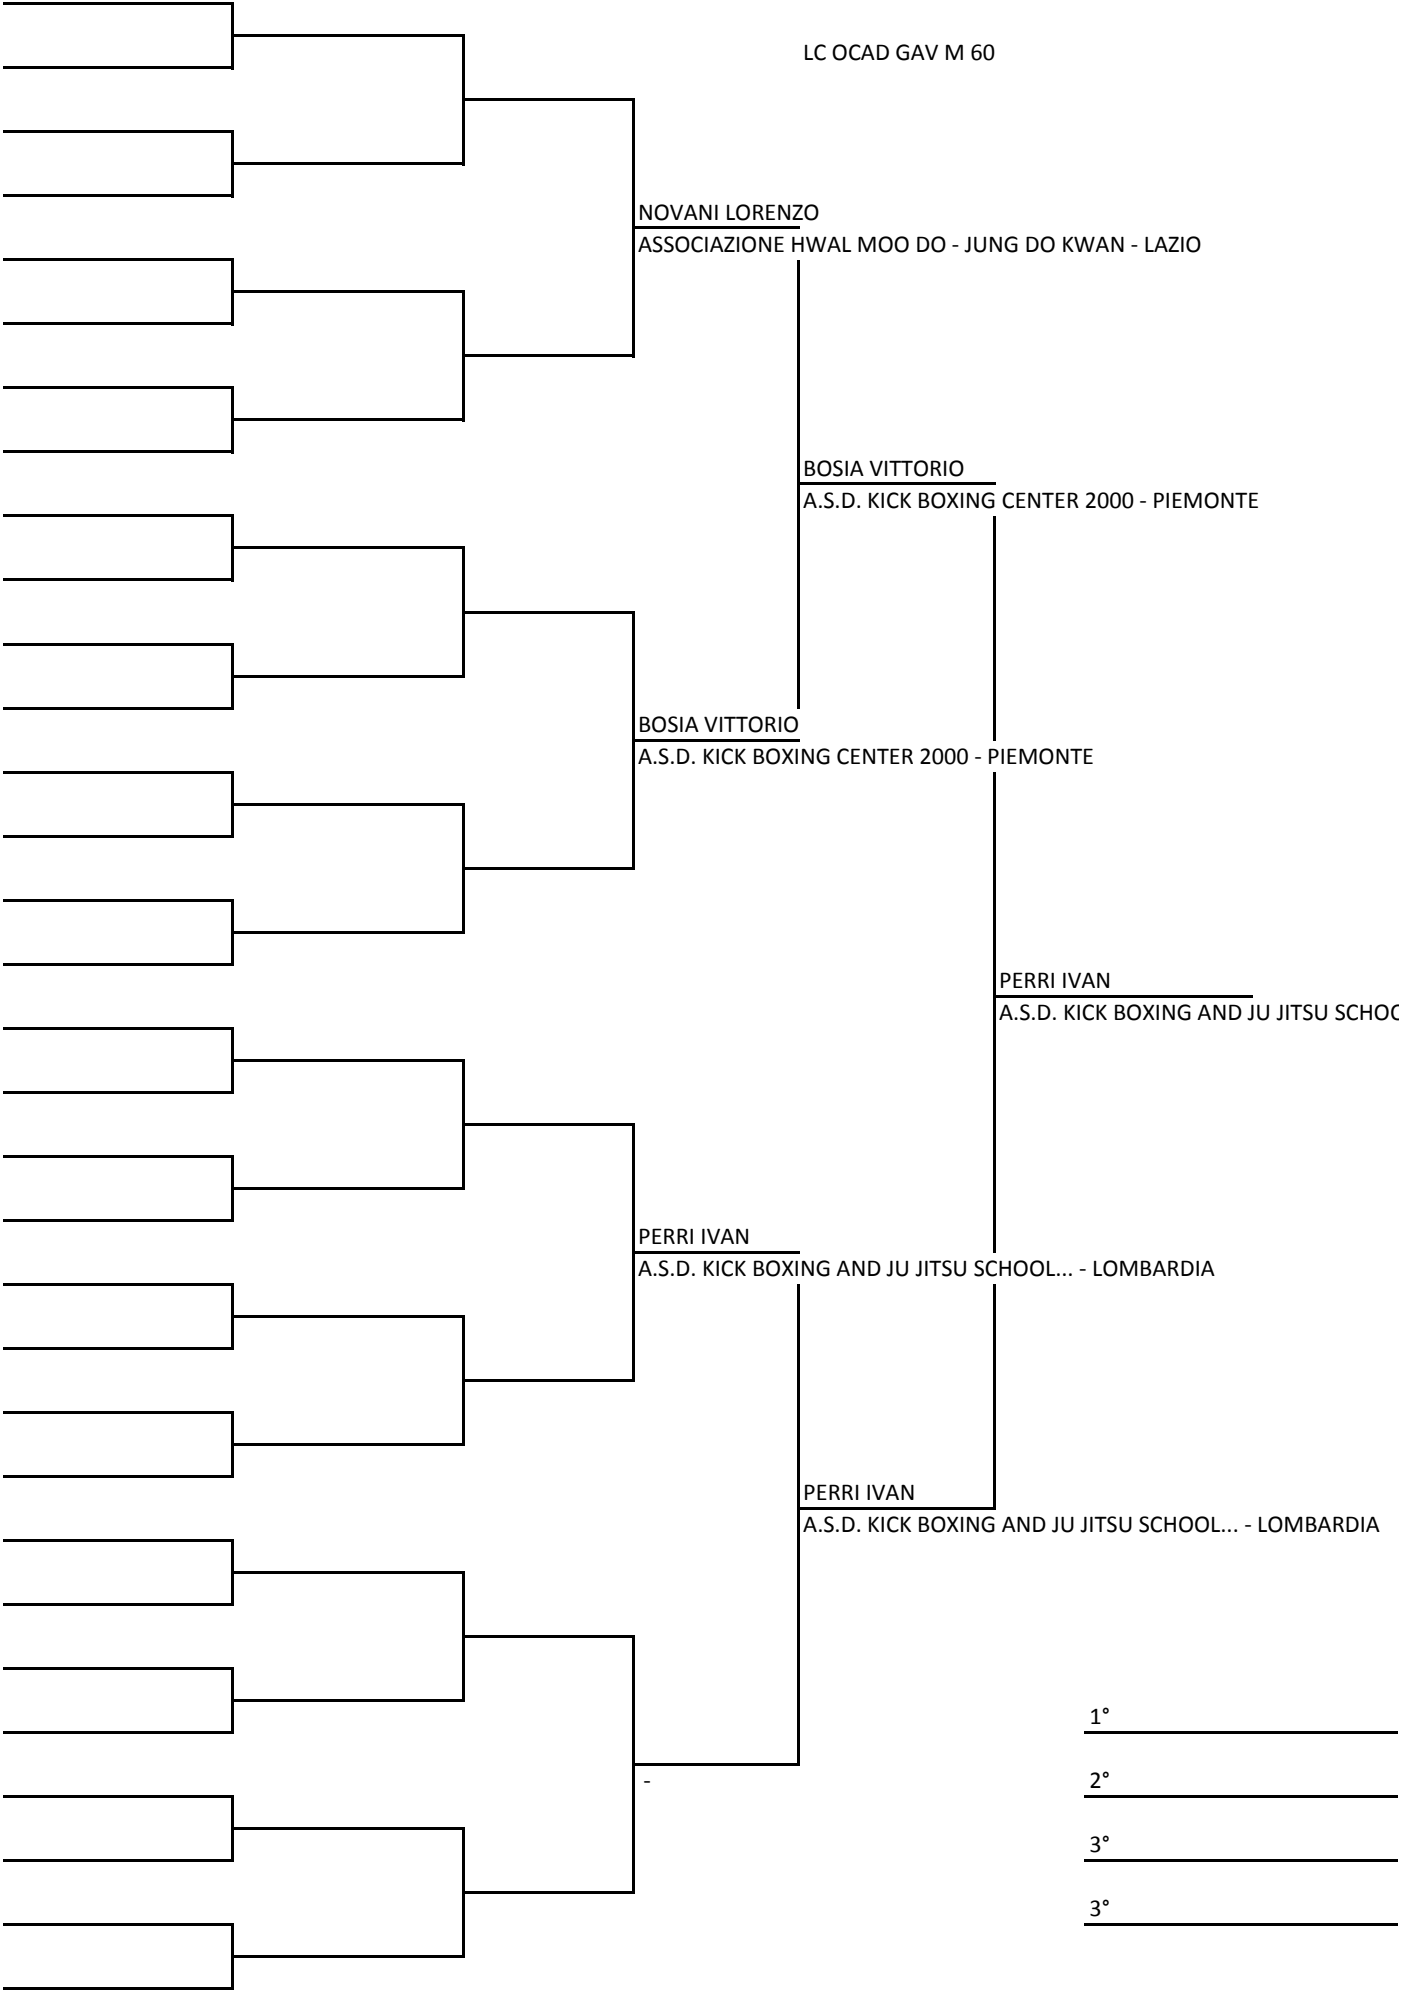 LC OCAD GAV M 60
NOVANI LORENZO
ASSOCIAZIONE HWAL MOO DO - JUNG DO KWAN - LAZIO
BOSIA VITTORIO
A.S.D. KICK BOXING CENTER 2000 - PIEMONTE
BOSIA VITTORIO
A.S.D. KICK BOXING CENTER 2000 - PIEMONTE
PERRI IVAN
A.S.D. KICK BOXING AND JU JITSU SCHOO
PERRI IVAN
A.S.D. KICK BOXING AND JU JITSU SCHOOL... - LOMBARDIA
PERRI IVAN
A.S.D. KICK BOXING AND JU JITSU SCHOOL... - LOMBARDIA
1°
-
2°
3°
3°